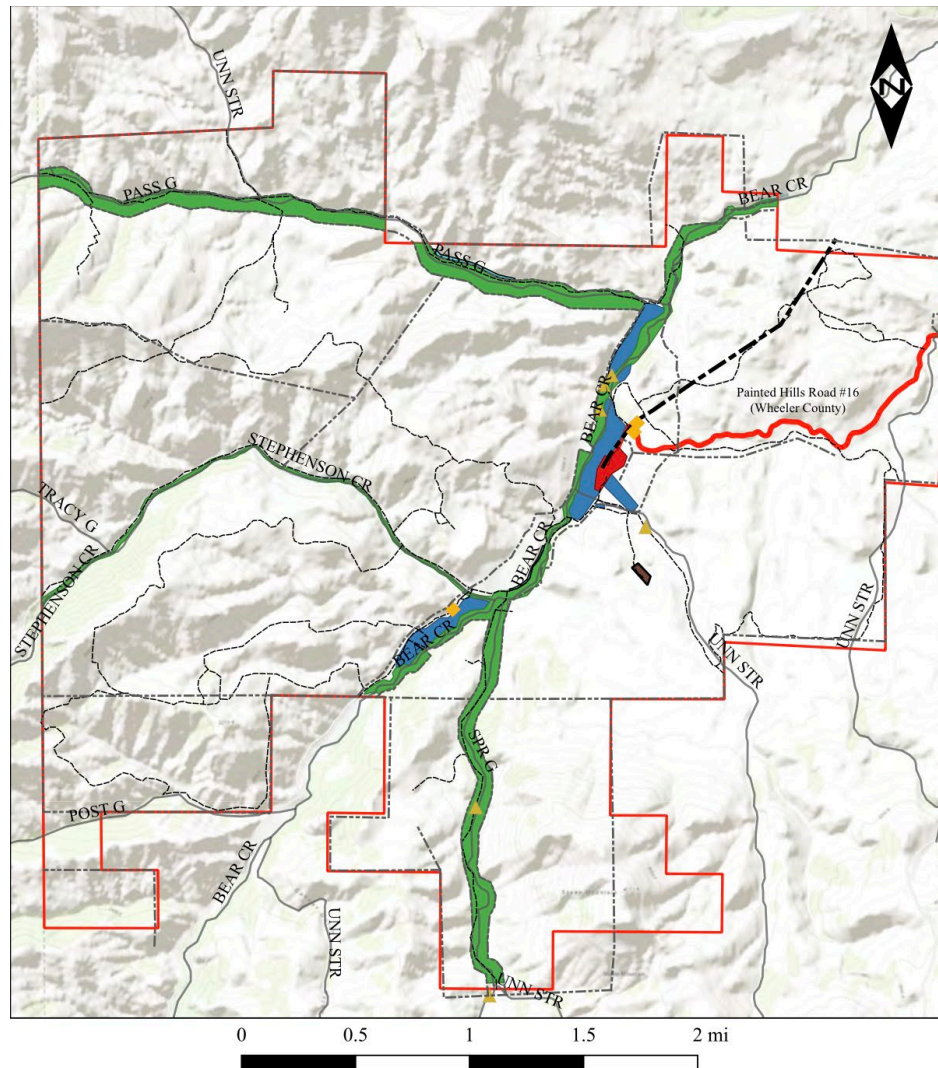 UNN STR
N
PASS G
BEAR CR
PASS G
BEAR CR
Painted Hills Road #16
(Wheeler County)
STEPHENSON CR
TRACY G
STEPHENSON CR
BEAR CR
BEAR CR
UNN STR
UNN STR
SPR G
POST G
BEAR CR
UNN STR
UNN STR
0 0.5 1 1.5 2 mi